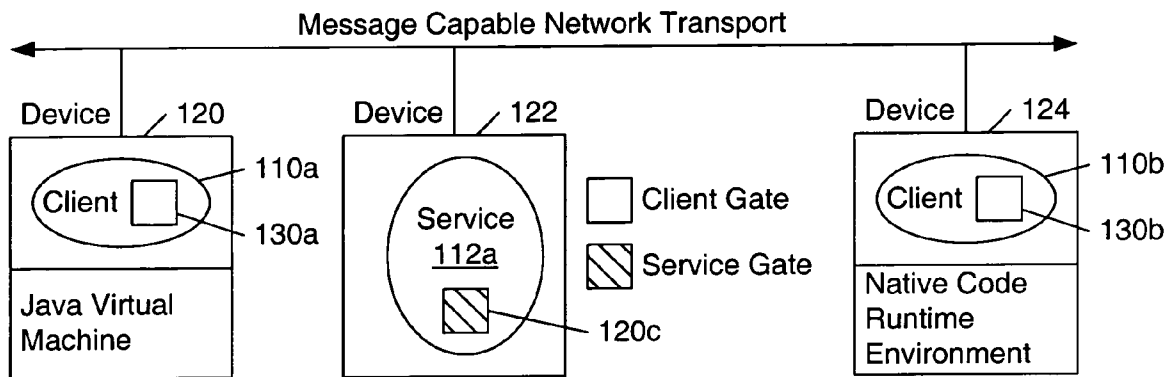 Message Capable Network Transport
Device
120
Device
122
Device
124
Client
110a
130a
Java Virtual
Machine
Service
112a
120c
Client Gate
Service Gate
Client
110b
130b
Native Code
Runtime
Environment